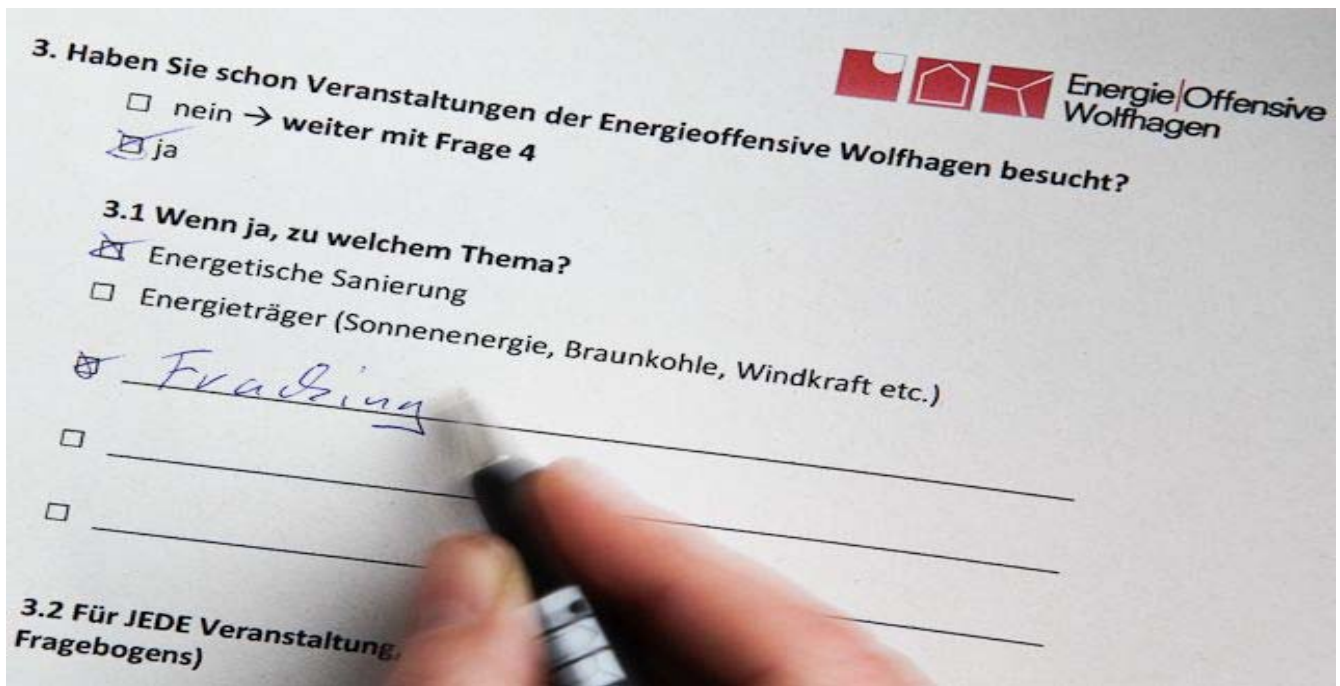 Energie|Offensive
Wolfhagen
3. Haben Sie schon Veranstaltungen der Energieoffensive Wolfhagen besucht?
nein → weiter mit Frage 4
ja
3.1 Wenn ja, zu welchem Thema?
Energetische Sanierung
Energieträger (Sonnenenergie, Braunkohle, Windkraft etc.)
Fracking
3.2 Für JEDE Veranstaltung,
Fragebogens)